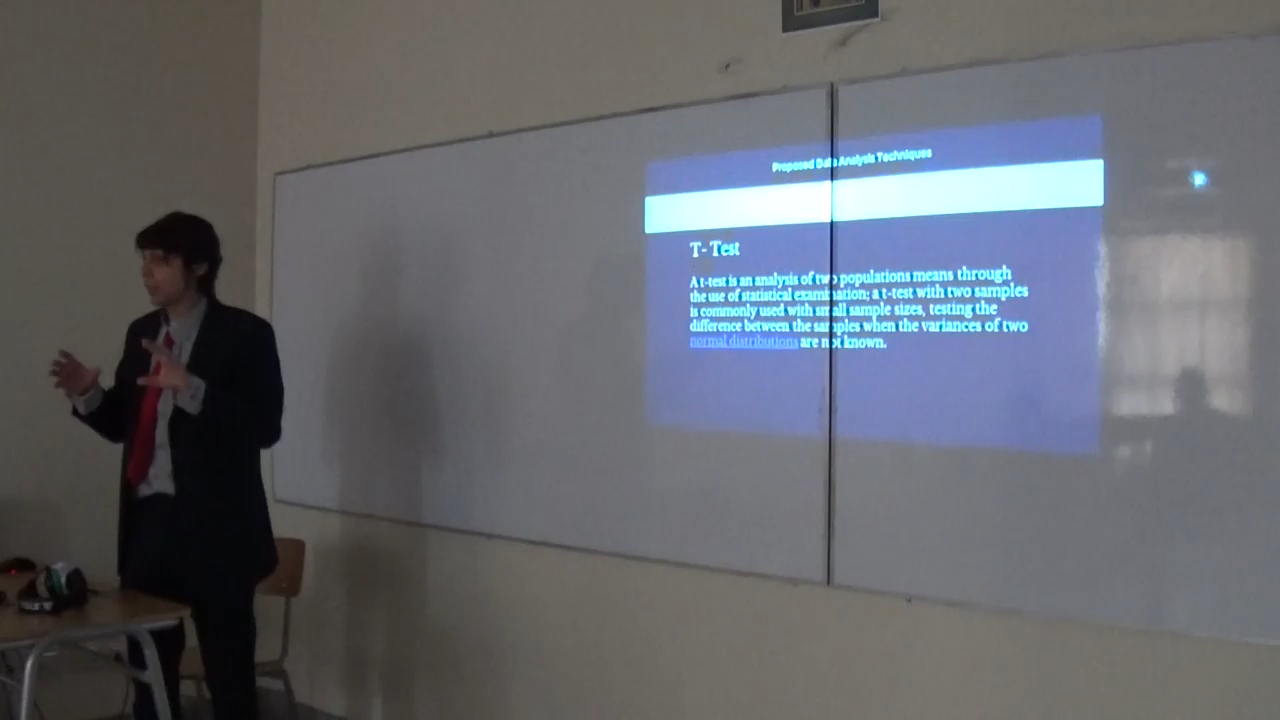 Proposed Data Analysis Techniques
T- Test
A t-test is an analysis of two populations means through
the use of statistical examination; a t-test with two samples
is commonly used with small sample sizes, testing the
difference between the samples when the variances of two
normal distributions are not known.